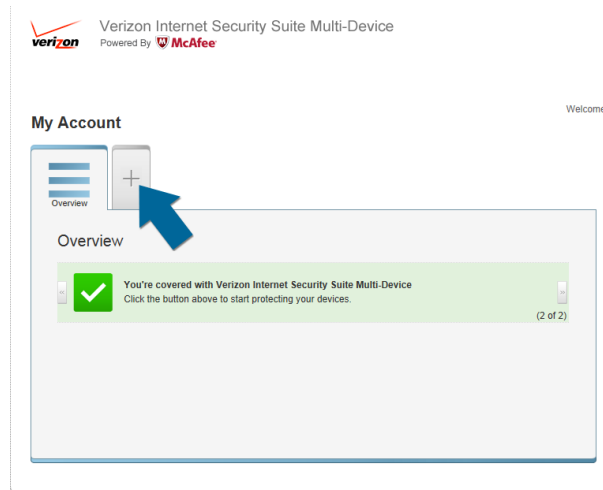 Verizon Internet Security Suite Multi-Device
verizon Powered By McAfee
Welcome
My Account
Overview
Overview
You're covered with Verizon Internet Security Suite Multi-Device
Click the button above to start protecting your devices.
(2 of 2)